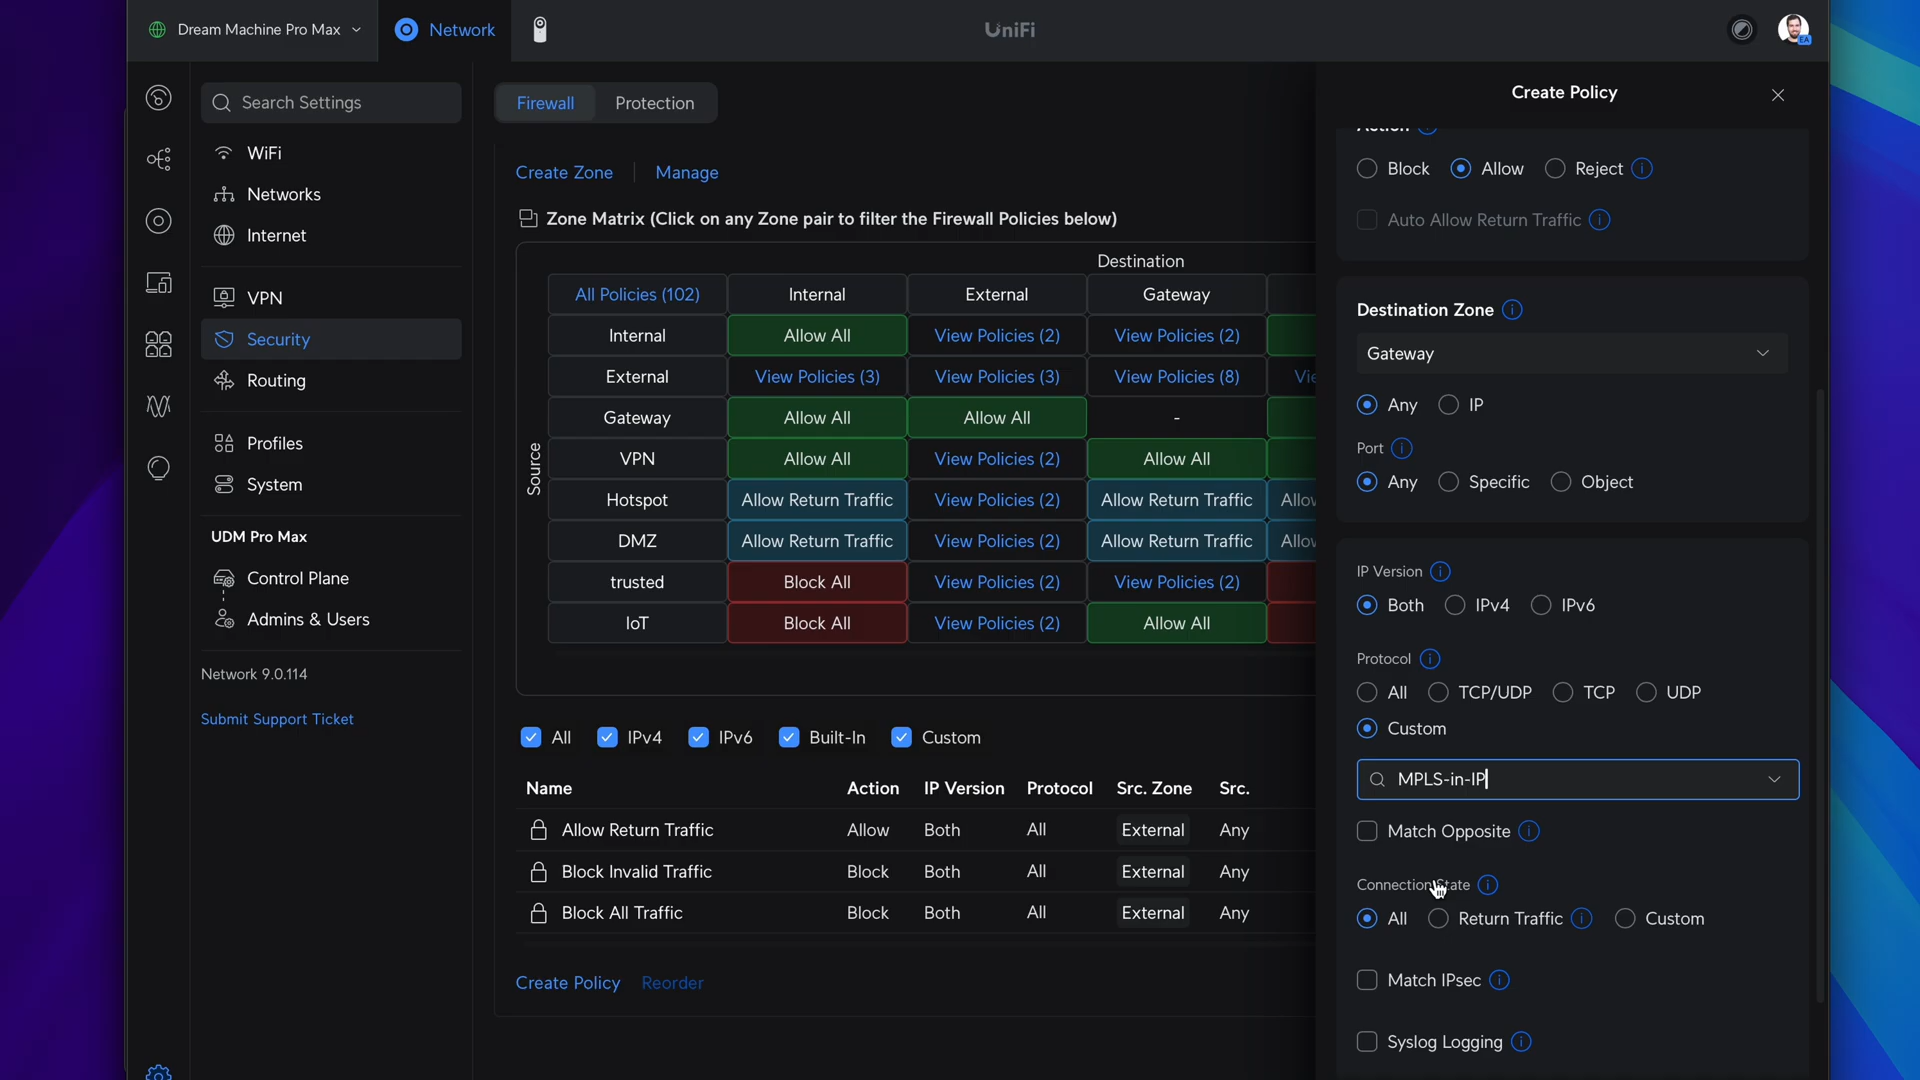 Dream Machine Pro Max
Network
UniFi
EA
Search Settings
WiFi
Networks
Internet
VPN
Security
Routing
Profiles
System
UDM Pro Max
Control Plane
Admins & Users
Network 9.0.114
Submit Support Ticket
Firewall Protection
Create Zone Manage
Zone Matrix (Click on any Zone pair to filter the Firewall Policies below)
Destination
Source
All Policies (102) Internal External Gateway
Internal Allow All View Policies (2) View Policies (2)
External View Policies (3) View Policies (3) View Policies (8)
Gateway Allow All Allow All -
VPN Allow All View Policies (2) Allow All
Hotspot Allow Return Traffic View Policies (2) Allow Return Traffic
DMZ Allow Return Traffic View Policies (2) Allow Return Traffic
trusted Block All View Policies (2) View Policies (2)
IoT Block All View Policies (2) Allow All
All IPv4 IPv6 Built-In Custom
Name Action IP Version Protocol Src. Zone Src.
Allow Return Traffic Allow Both All External Any
Block Invalid Traffic Block Both All External Any
Block All Traffic Block Both All External Any
Create Policy Reorder
Create Policy
Action
Block Allow Reject
Auto Allow Return Traffic
Destination Zone
Gateway
Any IP
Port
Any Specific Object
IP Version
Both IPv4 IPv6
Protocol
All TCP/UDP TCP UDP
Custom
MPLS-in-IP
Match Opposite
Connection State
All Return Traffic Custom
Match IPsec
Syslog Logging